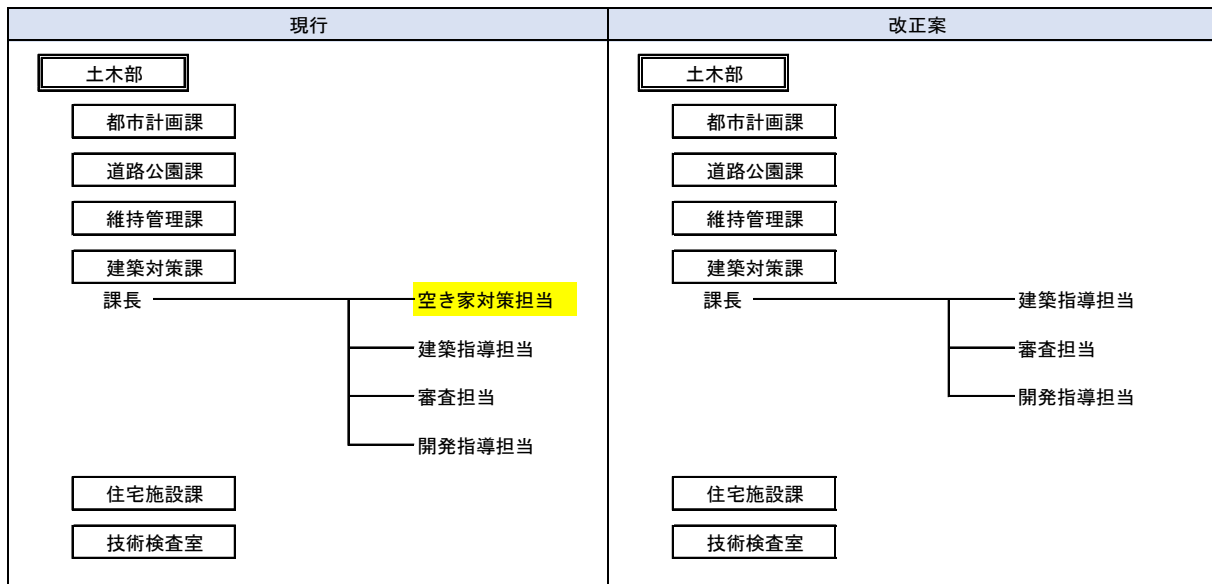 現行
土木部
都市計画課
道路公園課
維持管理課
建築対策課
課長 空き家対策担当
建築指導担当
審査担当
開発指導担当
住宅施設課
技術検査室
改正案
土木部
都市計画課
道路公園課
維持管理課
建築対策課
課長 建築指導担当
審査担当
開発指導担当
住宅施設課
技術検査室